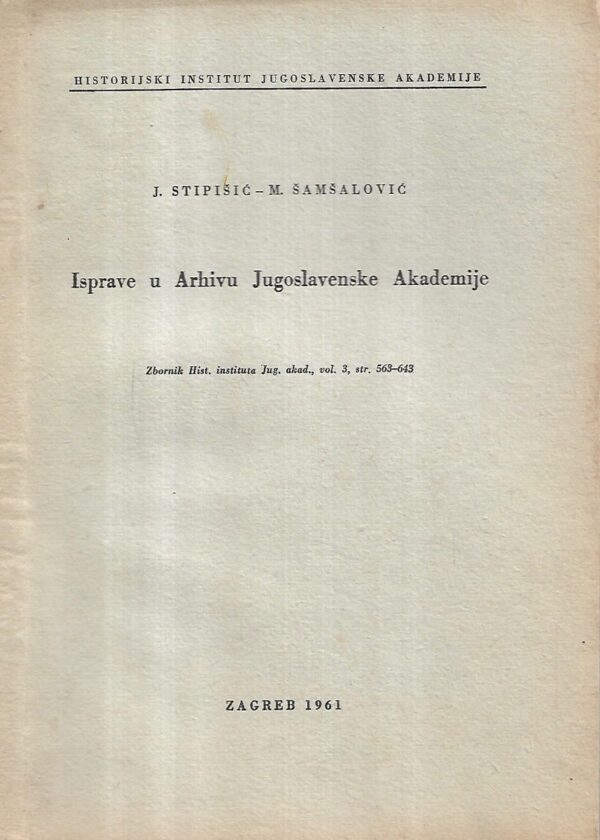 HISTORIJSKI INSTITUT JUGOSLAVENSKE AKADEMIJE
J. STIPIŠIĆ – M. ŠAMŠALOVIĆ
Isprave u Arhivu Jugoslavenske Akademije
Zbornik Hist. instituta Jug. akad., vol. 3, str. 563–643
ZAGREB 1961